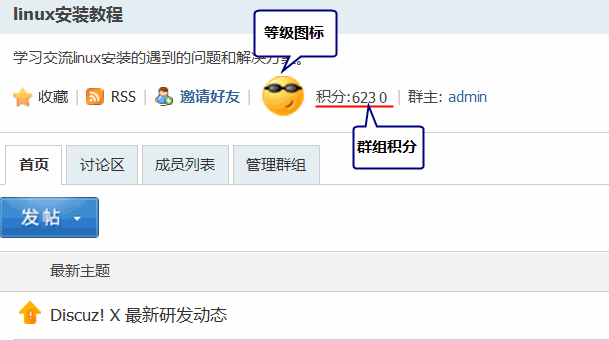 linux安装教程
等级图标
学习交流linux安装的遇到的问题和解决方案。
收藏 | RSS | 邀请好友 | 积分:623 0 | 群主: admin
群组积分
首页 讨论区 成员列表 管理群组
发帖
最新主题
Discuz! X 最新研发动态